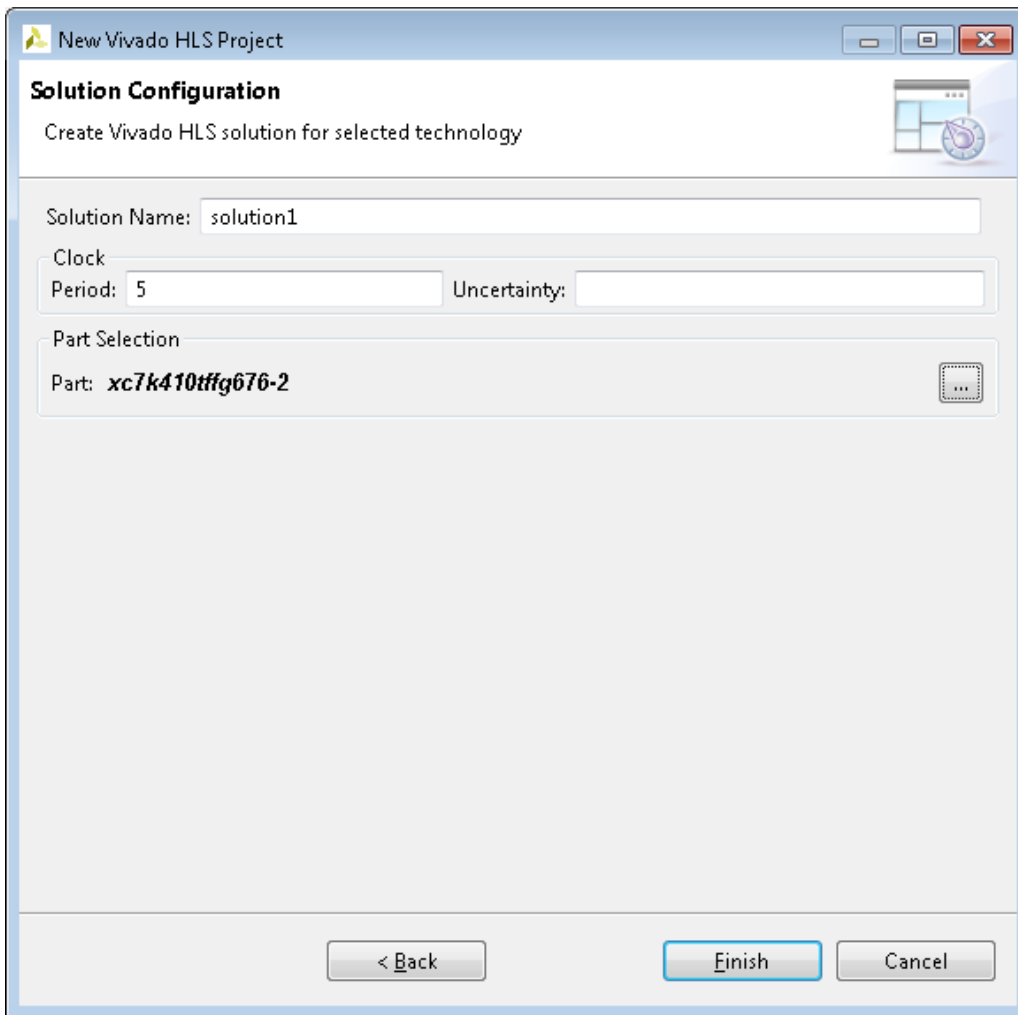 New Vivado HLS Project
Solution Configuration
Create Vivado HLS solution for selected technology
Solution Name: solution1
Clock
Period: 5 Uncertainty:
Part Selection
Part: xc7k410tffg676-2 ...
< Back Finish Cancel